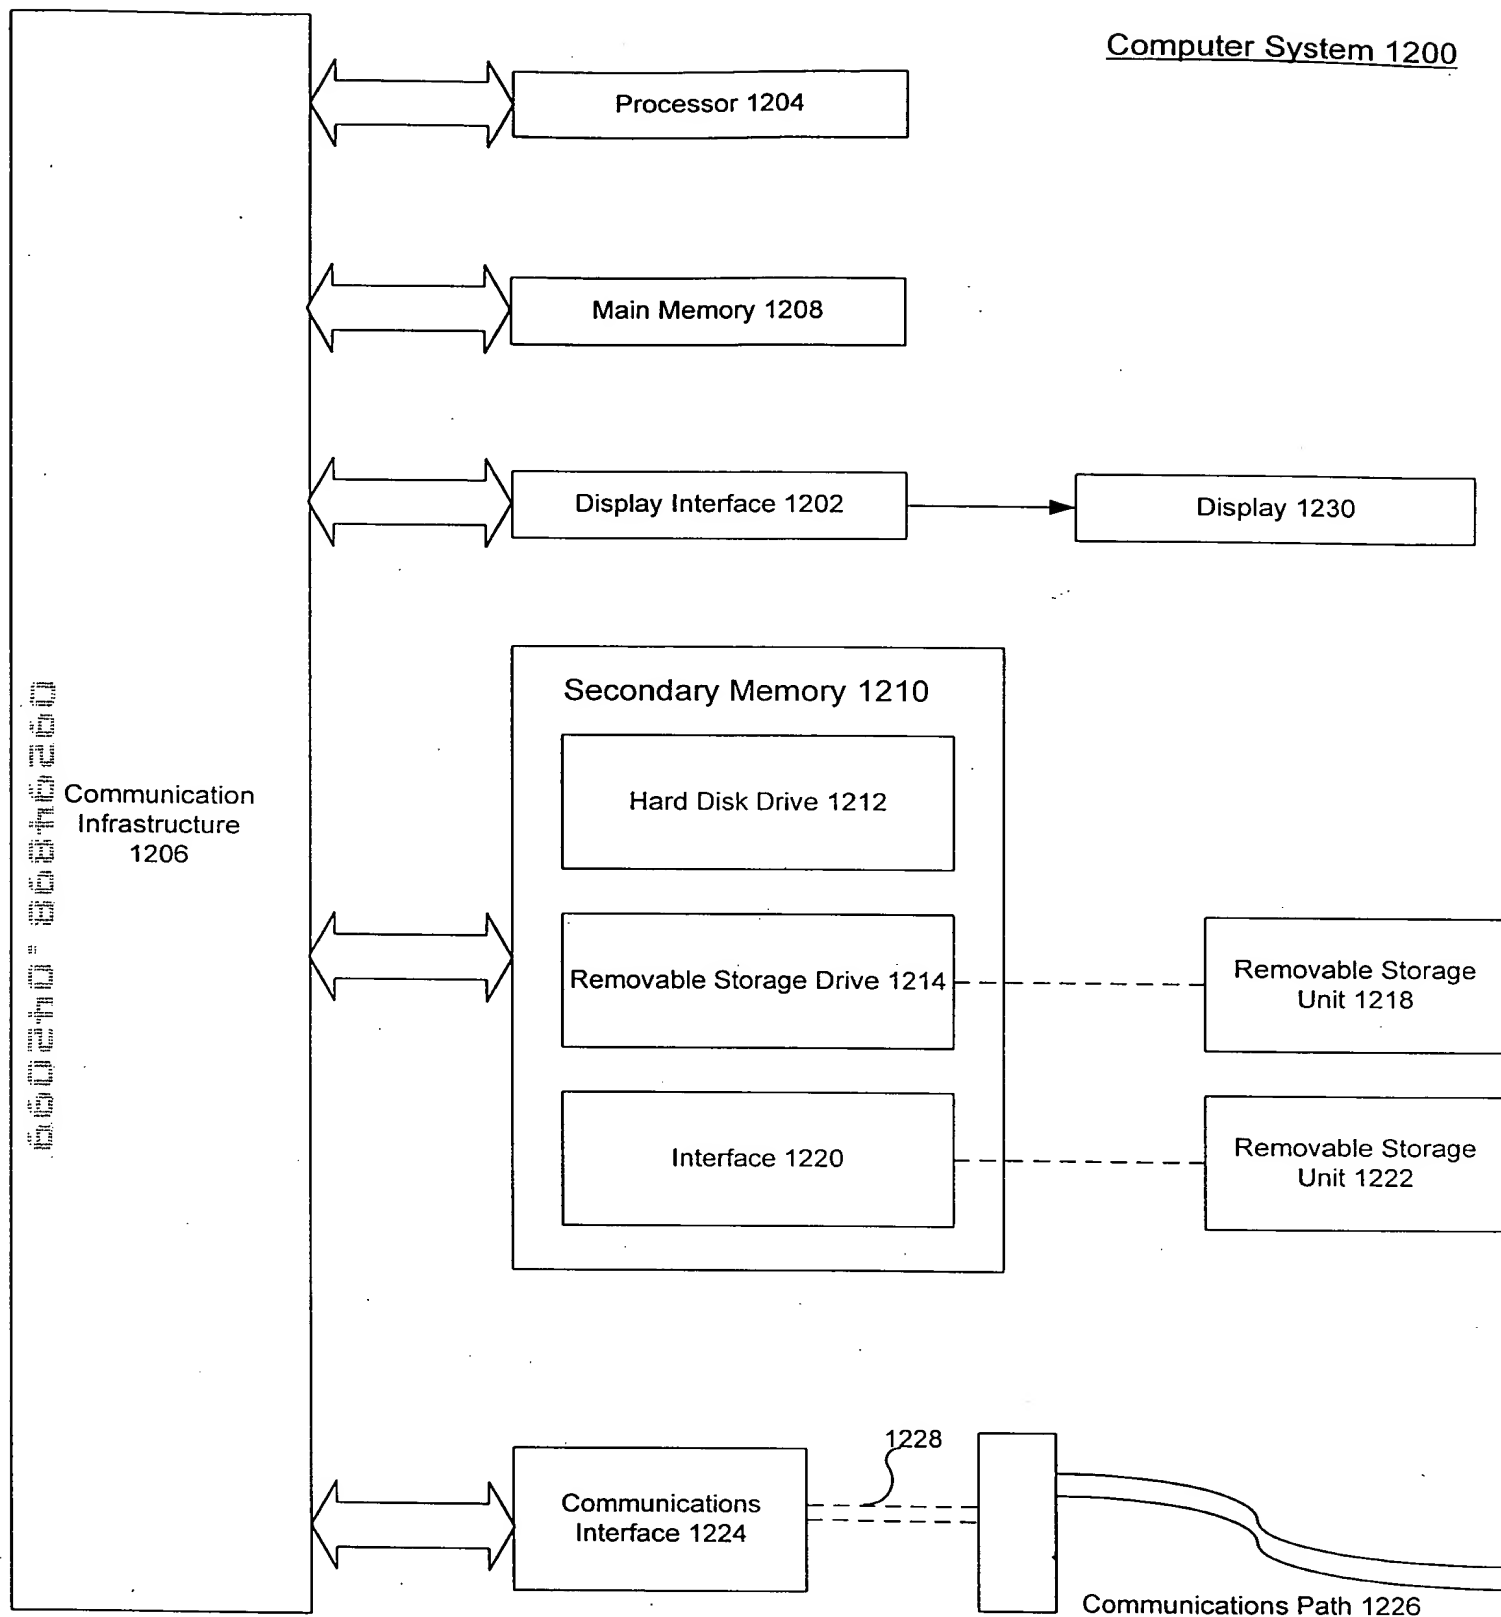 Computer System 1200
Processor 1204
Main Memory 1208
Display Interface 1202
Display 1230
Secondary Memory 1210
Hard Disk Drive 1212
Communication
Infrastructure
1206
Removable Storage Drive 1214
Removable Storage
Unit 1218
Interface 1220
Removable Storage
Unit 1222
1228
Communications
Interface 1224
Communications Path 1226